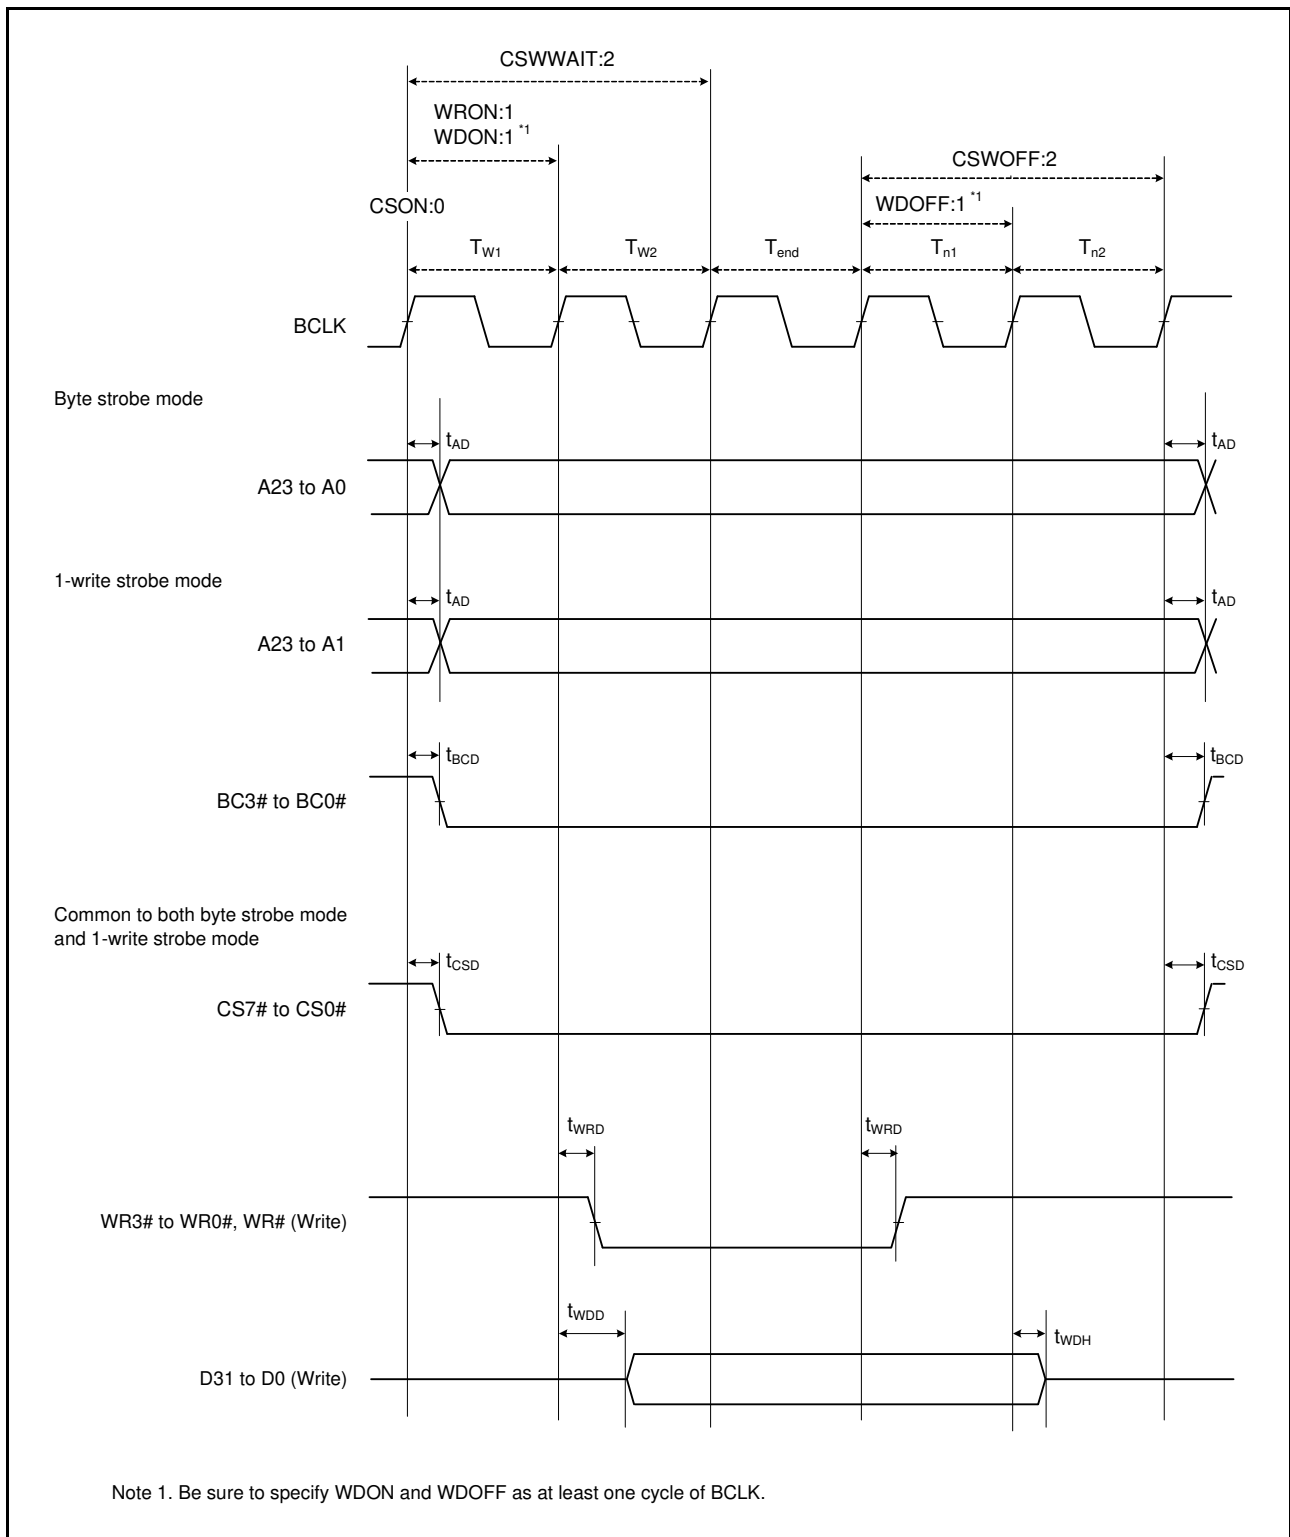 CSWWAIT:2
WRON:1
WDON:1 *1
CSWOFF:2
WDOFF:1 *1
CSON:0
TW1
TW2
Tend
Tn1
Tn2
BCLK
Byte strobe mode
tAD
tAD
A23 to A0
1-write strobe mode
tAD
tAD
A23 to A1
tBCD
tBCD
BC3# to BC0#
Common to both byte strobe mode
and 1-write strobe mode
tCSD
tCSD
CS7# to CS0#
tWRD
tWRD
WR3# to WR0#, WR# (Write)
tWDD
tWDH
D31 to D0 (Write)
Note 1. Be sure to specify WDON and WDOFF as at least one cycle of BCLK.